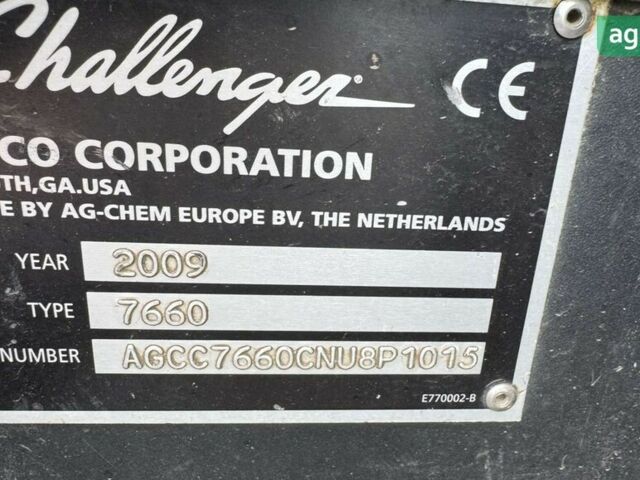 Challenger
ag
CE
CO CORPORATION
TH,GA.USA
E BY AG-CHEM EUROPE BV, THE NETHERLANDS
YEAR 2009
TYPE 7660
NUMBER AGCC7660CNU8P1015
E770002-B